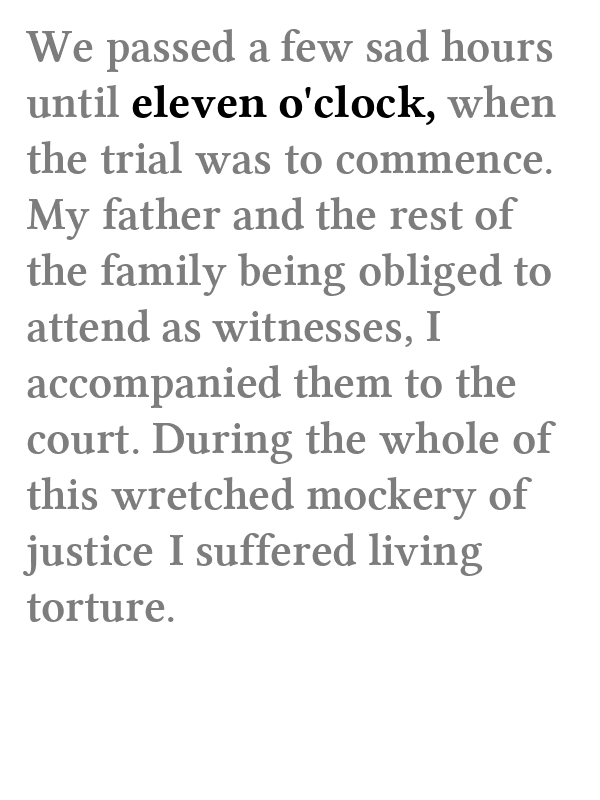 We passed a few sad hours
until eleven o'clock, when
the trial was to commence.
My father and the rest of
the family being obliged to
attend as witnesses, I
accompanied them to the
court. During the whole of
this wretched mockery of
justice I suffered living
torture.